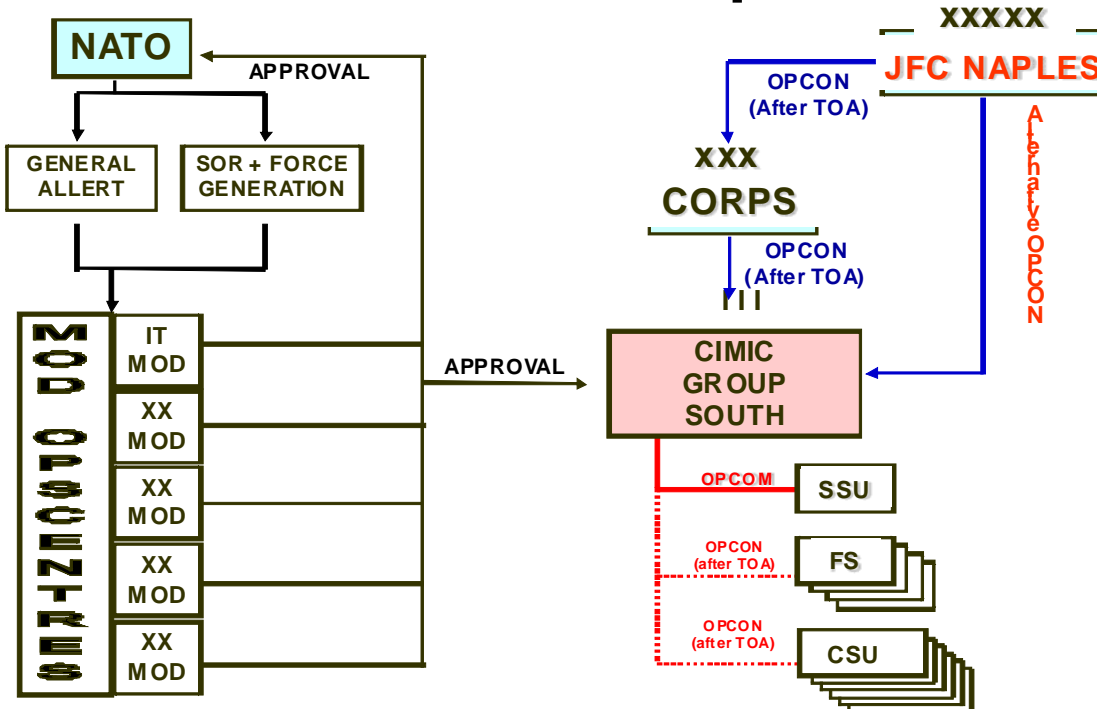 NATO
APPROVAL
GENERAL
ALLERT
SOR + FORCE
GENERATION
MOD OPSCENTRES
IT
MOD
XX
MOD
XX
MOD
XX
MOD
XX
MOD
APPROVAL
XXXXX
JFC NAPLES
OPCON
(After TOA)
Alternative OPCON
XXX
CORPS
OPCON
(After TOA)
III
CIMIC
GROUP
SOUTH
OPCOM
SSU
OPCON
(after TOA)
FS
OPCON
(after TOA)
CSU